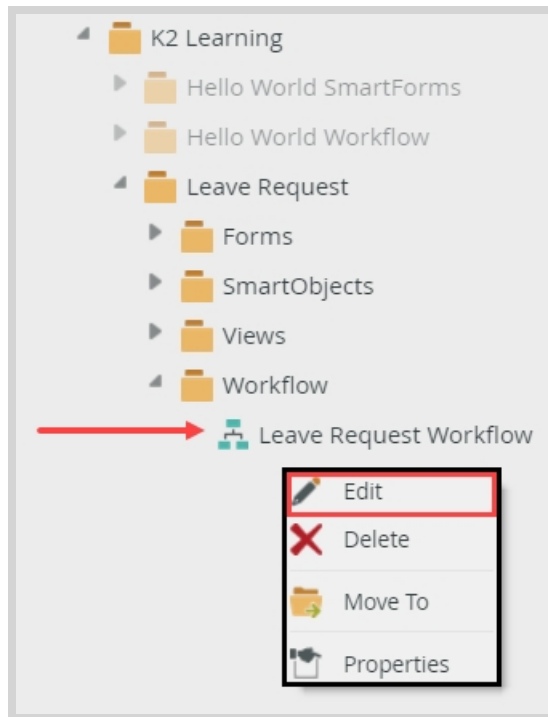 K2 Learning
Hello World SmartForms
Hello World Workflow
Leave Request
Forms
SmartObjects
Views
Workflow
Leave Request Workflow
Edit
Delete
Move To
Properties